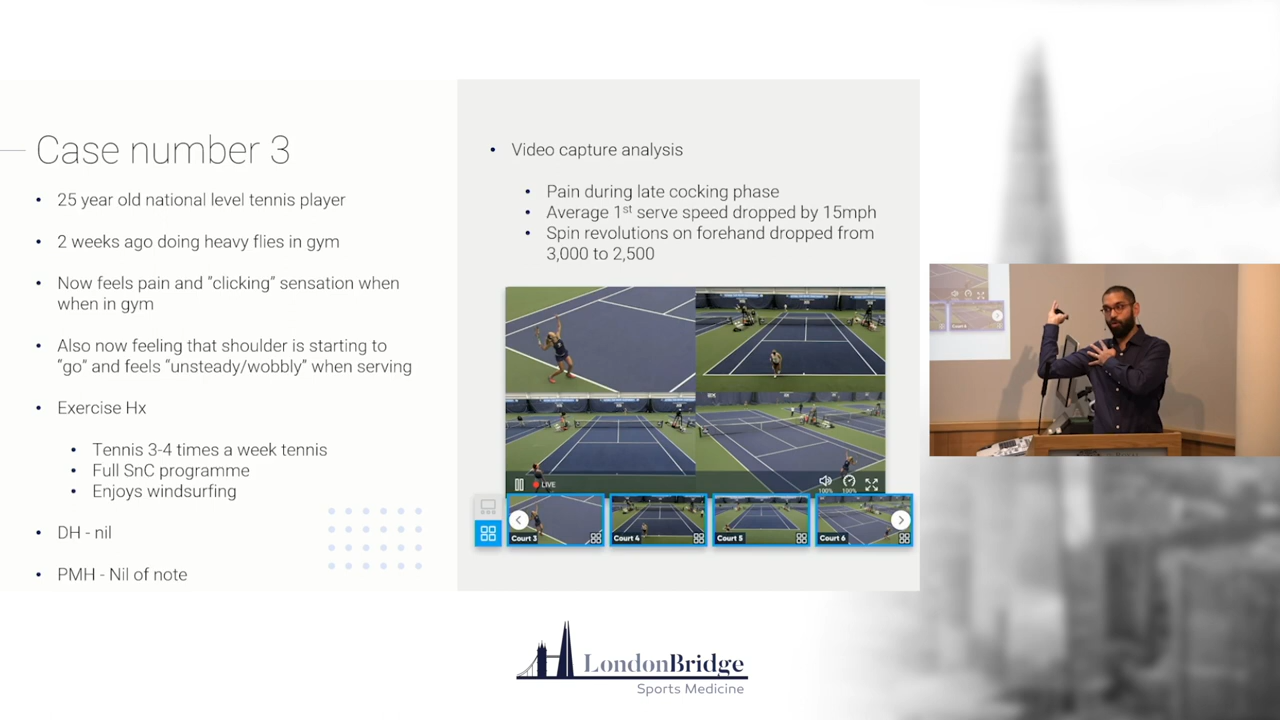 Case number 3
• 25 year old national level tennis player
• 2 weeks ago doing heavy flies in gym
• Now feels pain and "clicking" sensation when
when in gym
• Also now feeling that shoulder is starting to
"go" and feels "unsteady/wobbly" when serving
• Exercise Hx
• Tennis 3-4 times a week tennis
• Full SnC programme
• Enjoys windsurfing
• DH - nil
• PMH - Nil of note
• Video capture analysis
• Pain during late cocking phase
• Average 1st serve speed dropped by 15mph
• Spin revolutions on forehand dropped from
3,000 to 2,500
LIVE
100% 100%
Court 3 Court 4 Court 5 Court 6
LondonBridge
Sports Medicine